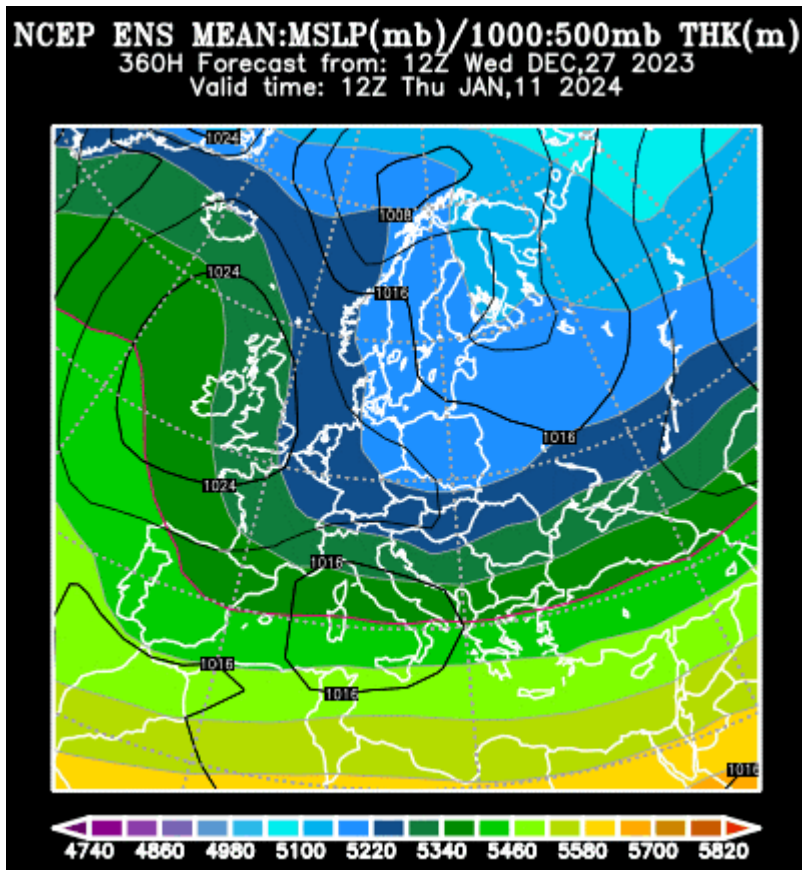 NCEP ENS MEAN:MSLP(mb)/1000:500mb THK(m)
360H Forecast from: 12Z Wed DEC,27 2023
Valid time: 12Z Thu JAN,11 2024
1024
1008
1024
1016
1016
1024
1016
1016
1016
1016
4740 4860 4980 5100 5220 5340 5460 5580 5700 5820